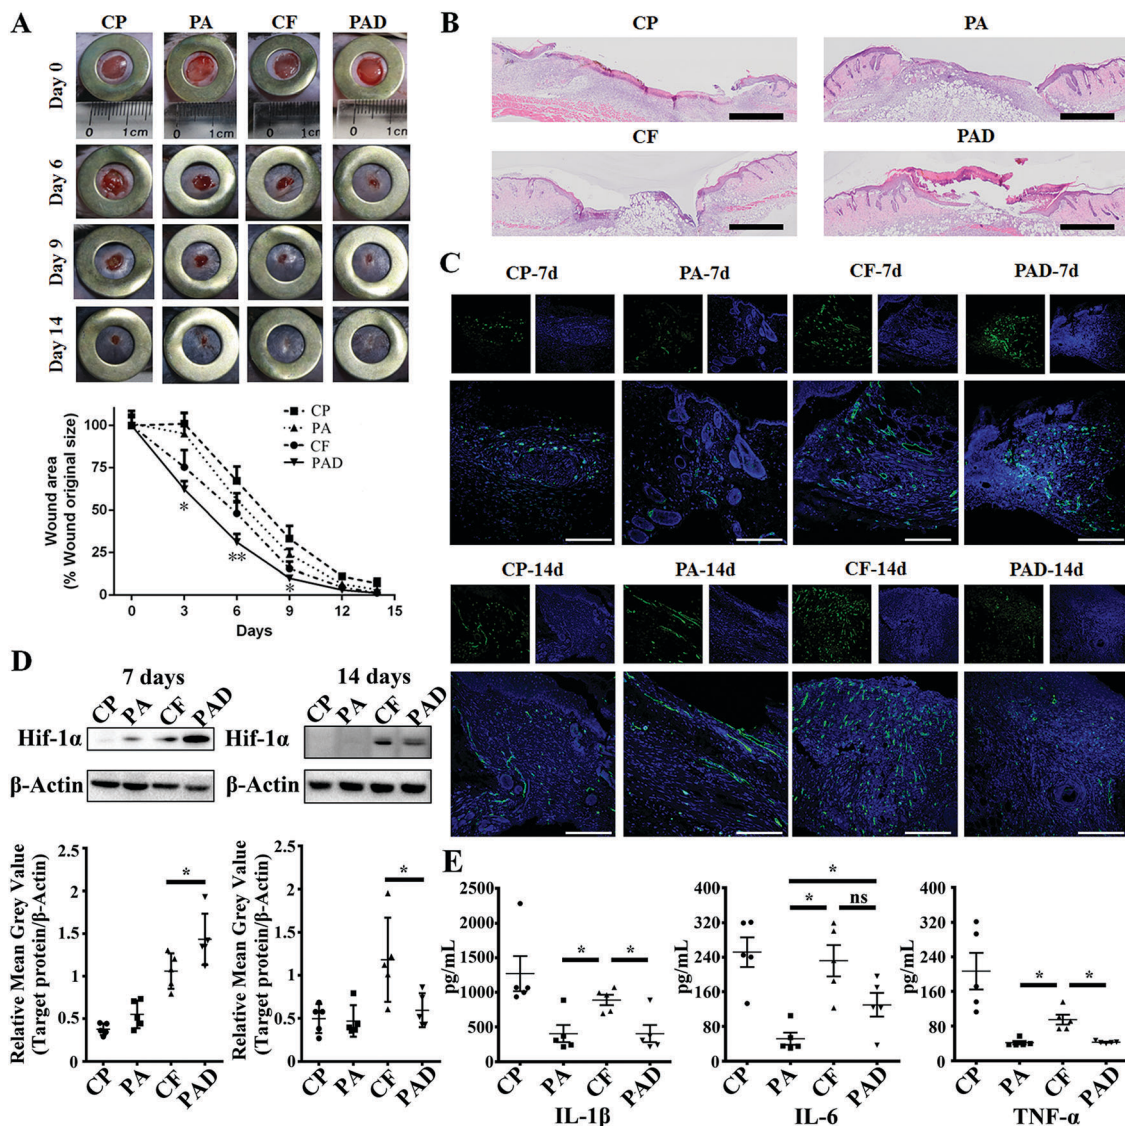 A
CP PA CF PAD
Day 0
0 1cm 0 1cm 0 1cm 0 1cm
Day 6
Day 9
Day 14
Wound area
(% Wound original size)
100
75
50
25
0
CP
PA
CF
PAD
*
**
*
0 3 6 9 12 15
Days
B
CP PA
CF PAD
C
CP-7d PA-7d CF-7d PAD-7d
CP-14d PA-14d CF-14d PAD-14d
D
7 days
CP PA CF PAD
Hif-1α
β-Actin
14 days
CP PA CF PAD
Hif-1α
β-Actin
Relative Mean Grey Value
(Target protein/β-Actin)
2.5
2
1.5
1
0.5
0
*
CP PA CF PAD
Relative Mean Grey Value
(Target protein/β-Actin)
2.5
2
1.5
1
0.5
0
*
CP PA CF PAD
E
pg/mL
2500
2000
1500
1000
500
0
* *
CP PA CF PAD
IL-1β
pg/mL
400
320
240
160
80
0
*
* ns
CP PA CF PAD
IL-6
pg/mL
400
320
240
160
80
0
* *
CP PA CF PAD
TNF-α